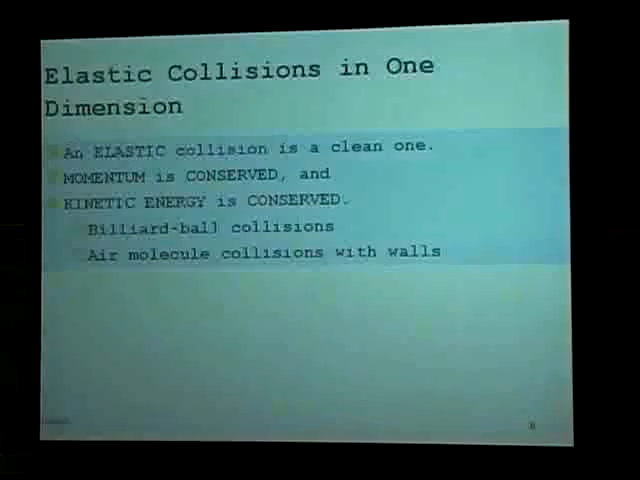 Elastic Collisions in One
Dimension
An ELASTIC collision is a clean one.
MOMENTUM is CONSERVED, and
KINETIC ENERGY is CONSERVED.
Billiard-ball collisions
Air molecule collisions with walls